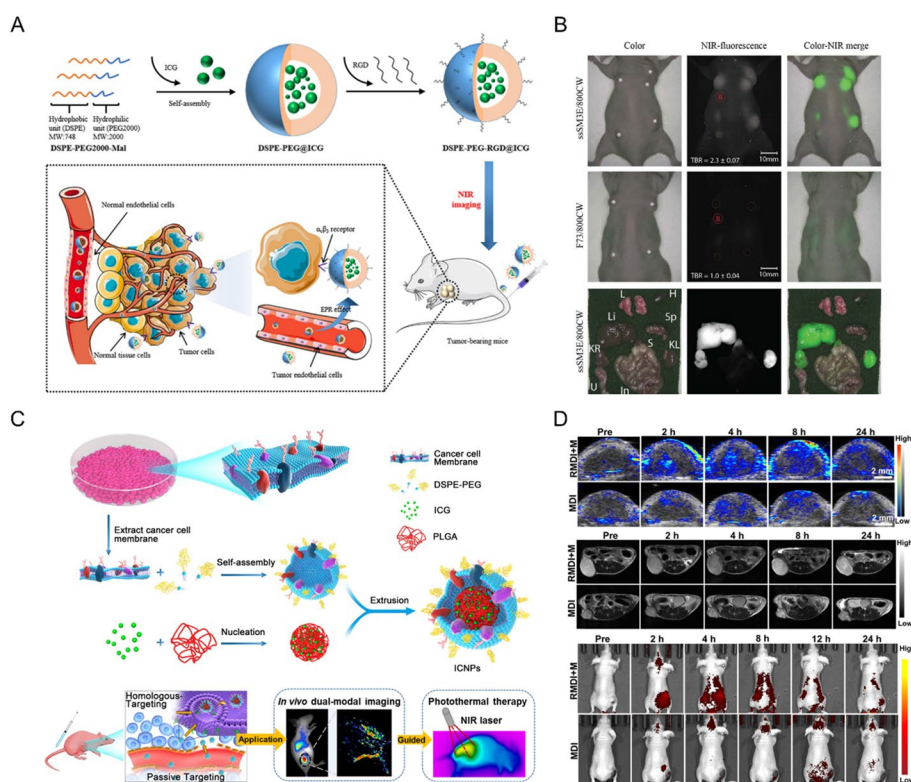 A
ICG
RGD
Self-assembly
Hydrophobic
unit (DSPE)
MW:748
Hydrophilic
unit (PEG2000)
MW:2000
DSPE-PEG2000-Mal
DSPE-PEG@ICG
DSPE-PEG-RGD@ICG
NIR
imaging
Normal endothelial cells
Normal tissue cells
Tumor cells
EPR effect
Tumor endothelial cells
Tumor-bearing mice
B
Color
NIR-fluorescence
Color-NIR merge
ssSM3E/800CW
TBR = 2.3 ± 0.07
10mm
10mm
F73/800CW
TBR = 1.0 ± 0.04
10mm
10mm
ssSM3E/800CW
L
H
Li
Sp
KR
S
KL
U
In
C
Cancer cell
Membrane
DSPE-PEG
ICG
PLGA
Extract cancer cell
membrane
Self-assembly
Extrusion
Nucleation
ICNPs
Homologous-
Targeting
Passive Targeting
Application
In vivo dual-modal imaging
Guided
Photothermal therapy
NIR laser
D
Pre
2 h
4 h
8 h
24 h
RMDI+M
MDI
2 mm
2 mm
High
Low
Pre
2 h
4 h
8 h
24 h
RMDI+M
MDI
High
Low
Pre
2 h
4 h
8 h
12 h
24 h
RMDI+M
MDI
High
Low